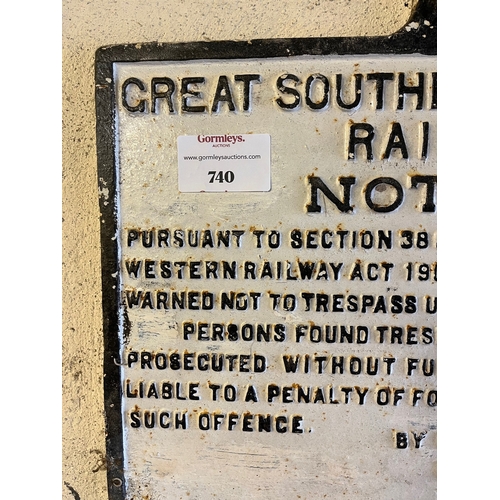 GREAT SOUTH
RAI
Gormleys.
AUCTIONS
www.gormleysauctions.com
740
NOT
PURSUANT TO SECTION 38
WESTERN RAILWAY ACT 19
WARNED NOT TO TRESPASS U
PERSONS FOUND TRES
PROSECUTED WITHOUT FU
LIABLE TO A PENALTY OF FO
SUCH OFFENCE.
BY